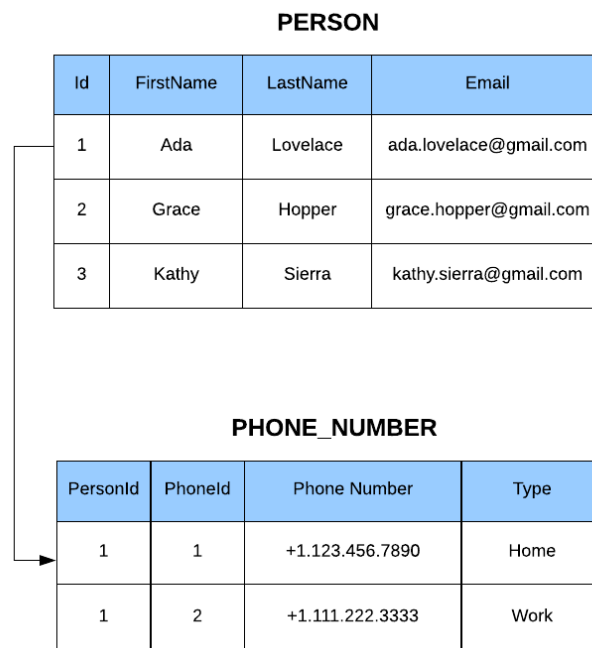 PERSON
Id FirstName LastName Email
1 Ada Lovelace ada.lovelace@gmail.com
2 Grace Hopper grace.hopper@gmail.com
3 Kathy Sierra kathy.sierra@gmail.com
PHONE_NUMBER
PersonId PhoneId Phone Number Type
1 1 +1.123.456.7890 Home
1 2 +1.111.222.3333 Work